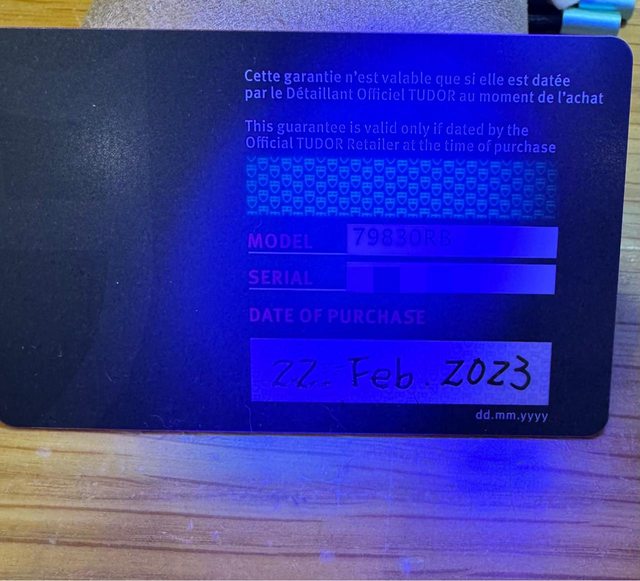 Cette garantie n'est valable que si elle est datée
par le Détaillant Officiel TUDOR au moment de l'achat
This guarantee is valid only if dated by the
Official TUDOR Retailer at the time of purchase
MODEL 79830RB
SERIAL
DATE OF PURCHASE
22. Feb. 2023
dd.mm.yyyy